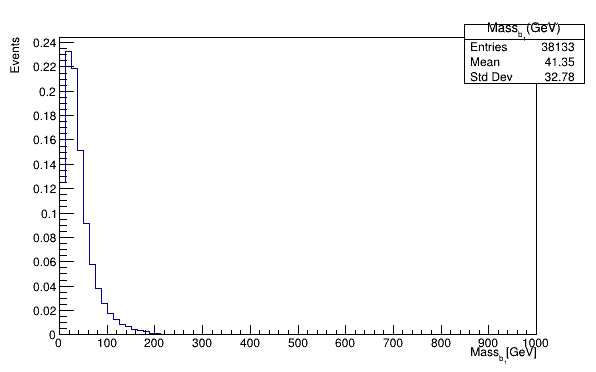 Mass_b₁(GeV)
Entries 38133
Mean 41.35
Std Dev 32.78
Events
0.24
0.22
0.2
0.18
0.16
0.14
0.12
0.1
0.08
0.06
0.04
0.02
0
0 100 200 300 400 500 600 700 800 900 1000
Mass_b₁[GeV]